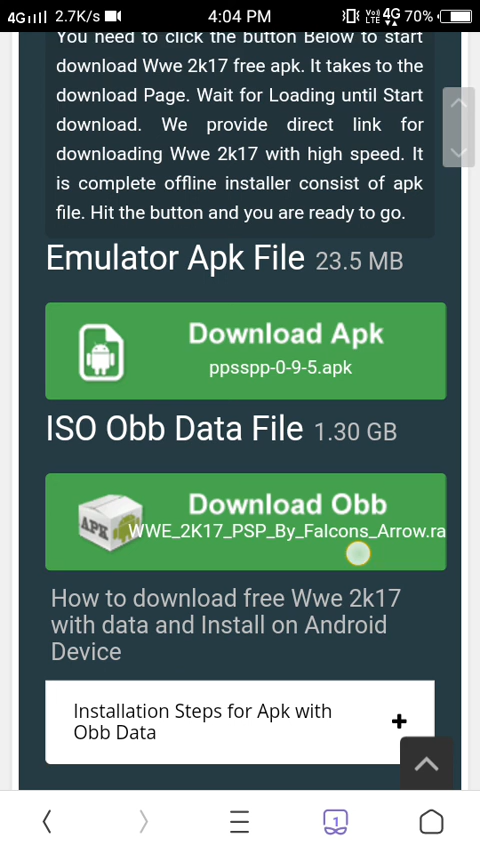 4G 2.7K/s 4:04 PM VoD LTE 4G 70%
You need to click the button Below to start
download Wwe 2k17 free apk. It takes to the
download Page. Wait for Loading until Start
download. We provide direct link for
downloading Wwe 2k17 with high speed. It
is complete offline installer consist of apk
file. Hit the button and you are ready to go.
Emulator Apk File 23.5 MB
Download Apk
ppsspp-0-9-5.apk
ISO Obb Data File 1.30 GB
Download Obb
APK
WWE_2K17_PSP_By_Falcons_Arrow.ra
How to download free Wwe 2k17
with data and Install on Android
Device
Installation Steps for Apk with
Obb Data
1